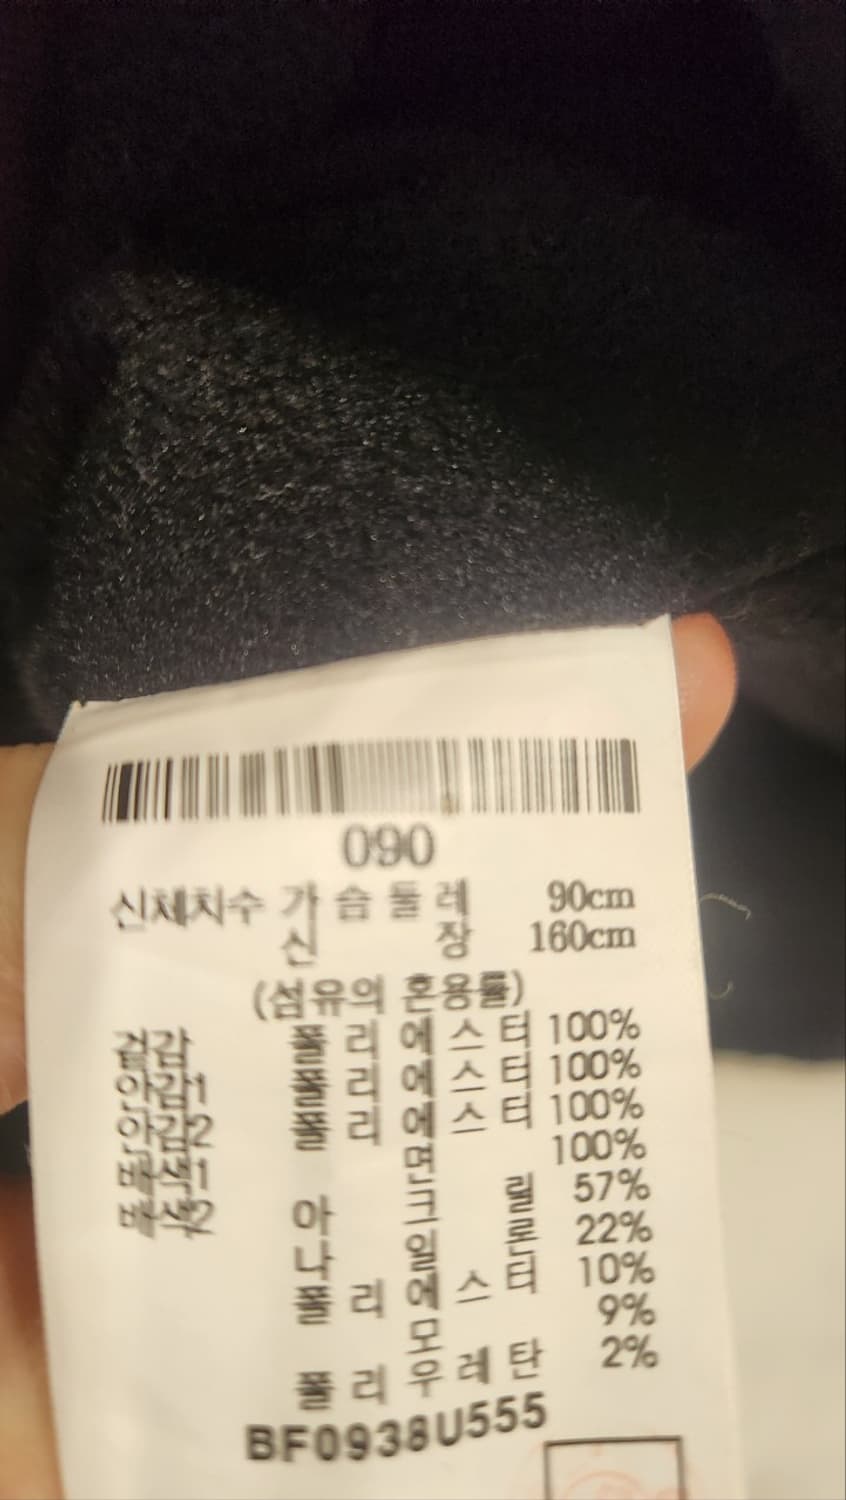 090
신체치수 가슴둘레 90cm
신장 160cm
(섬유의 혼용률)
겉감 폴리에스터 100%
안감1 폴리에스터 100%
안감2 폴리에스터 100%
배색1 면 100%
배색2 아크릴 57%
나일론 22%
폴리에스터 10%
모 9%
폴리우레탄 2%
BF0938U555